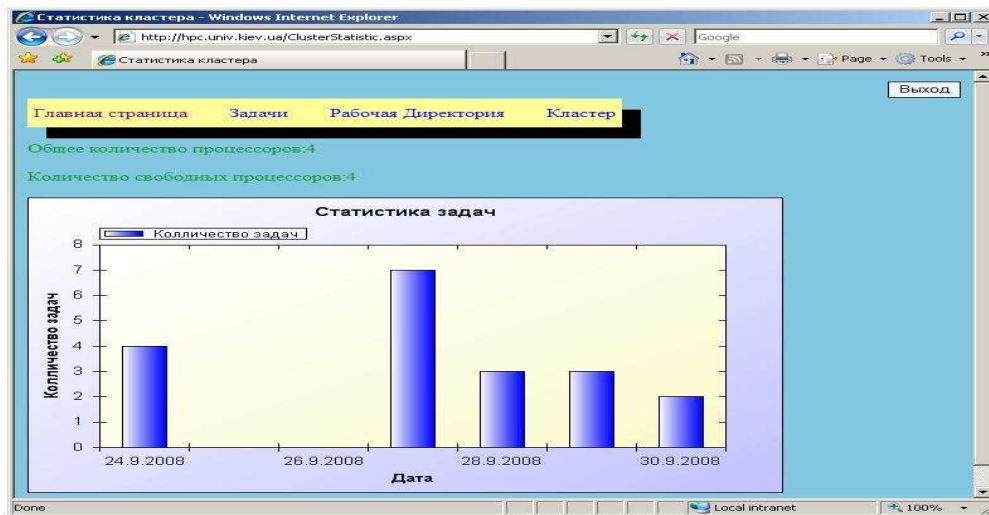 Статистика кластера - Windows Internet Explorer
http://hpc.univ.kiev.ua/ClusterStatistic.aspx
Google
Статистика кластера
Page
Tools
Выход
Главная страница Задачи Рабочая Директория Кластер
Общее количество процессоров:4
Количество свободных процессоров:4
Статистика задач
Колличество задач
8
7
6
5
4
3
2
1
0
Колличество задач
24.9.2008 26.9.2008 28.9.2008 30.9.2008
Дата
Done
Local intranet
100%